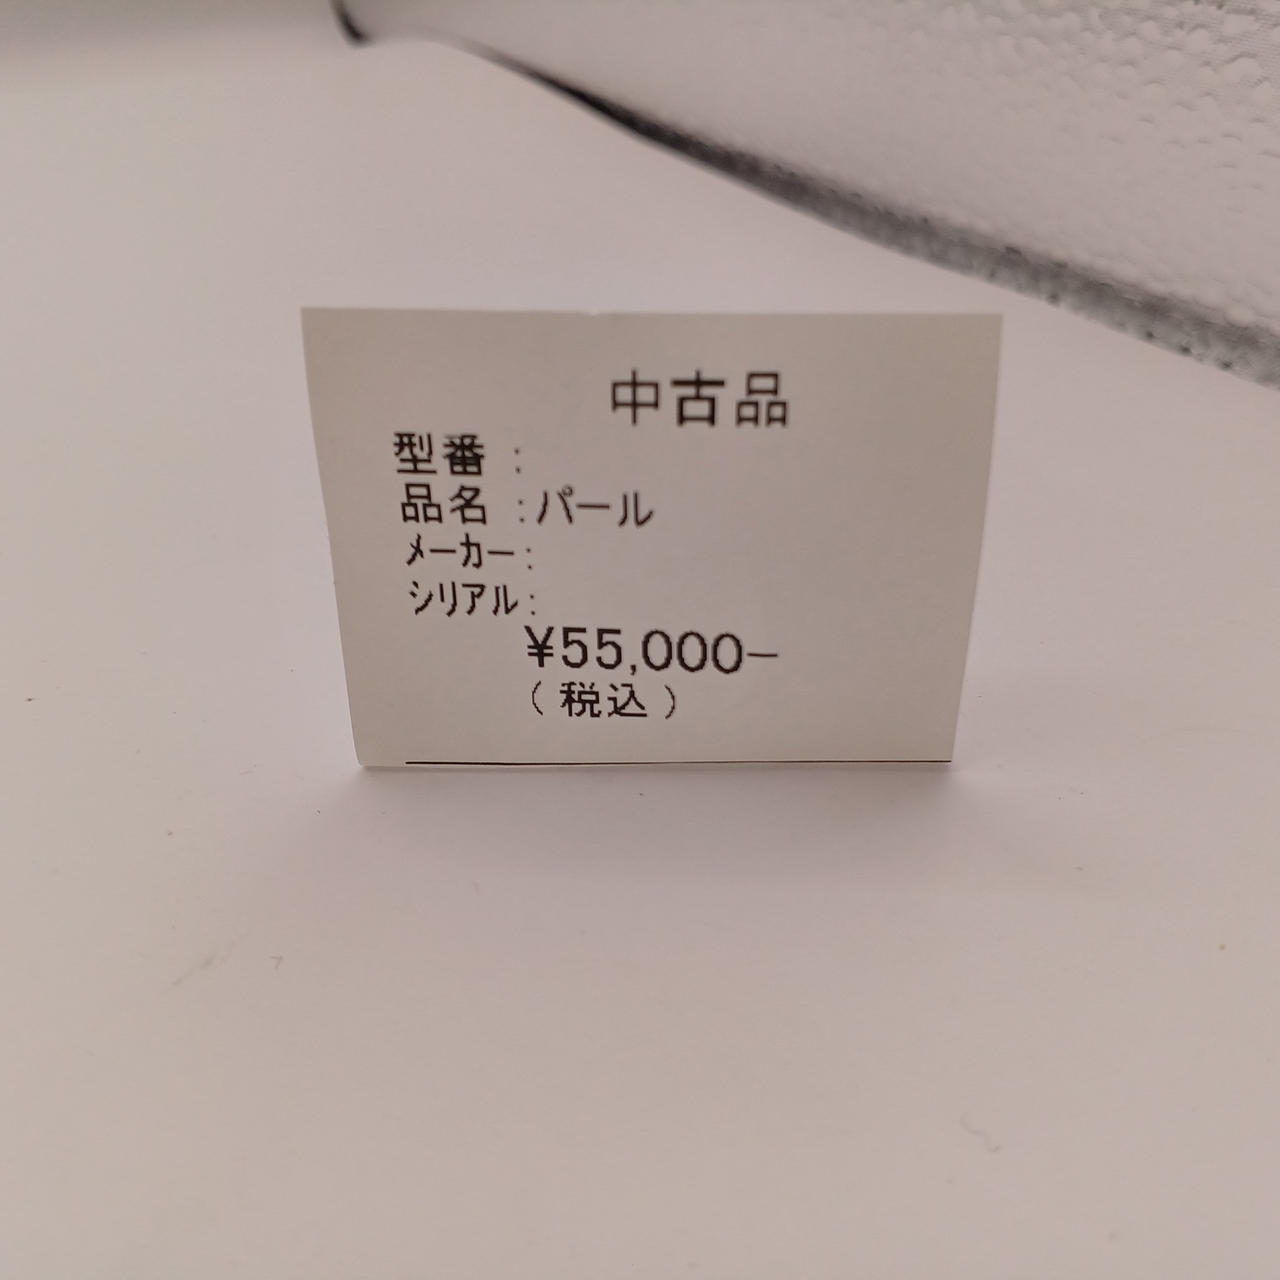 中古品
型番 :
品名 :パール
メーカー:
シリアル:
¥55,000-
(税込)